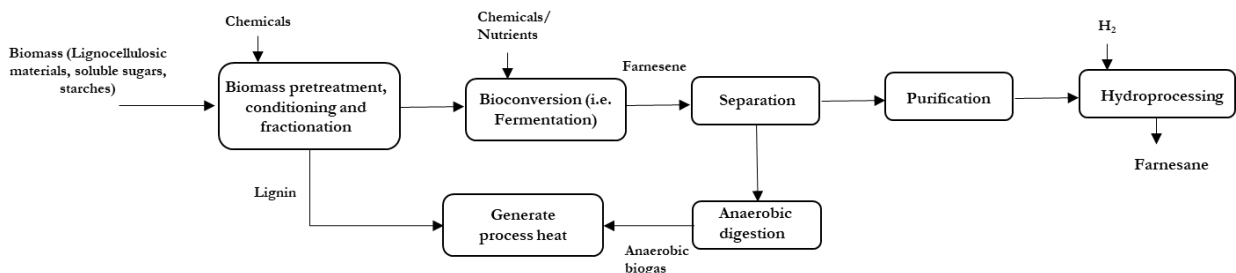 Chemicals
Biomass (Lignocellulosic
materials, soluble sugars,
starches)
Biomass pretreatment,
conditioning and
fractionation
Chemicals/
Nutrients
Bioconversion (i.e.
Fermentation)
Farnesene
Separation
Purification
H₂
Hydroprocessing
Farnesane
Lignin
Generate
process heat
Anaerobic
biogas
Anaerobic
digestion